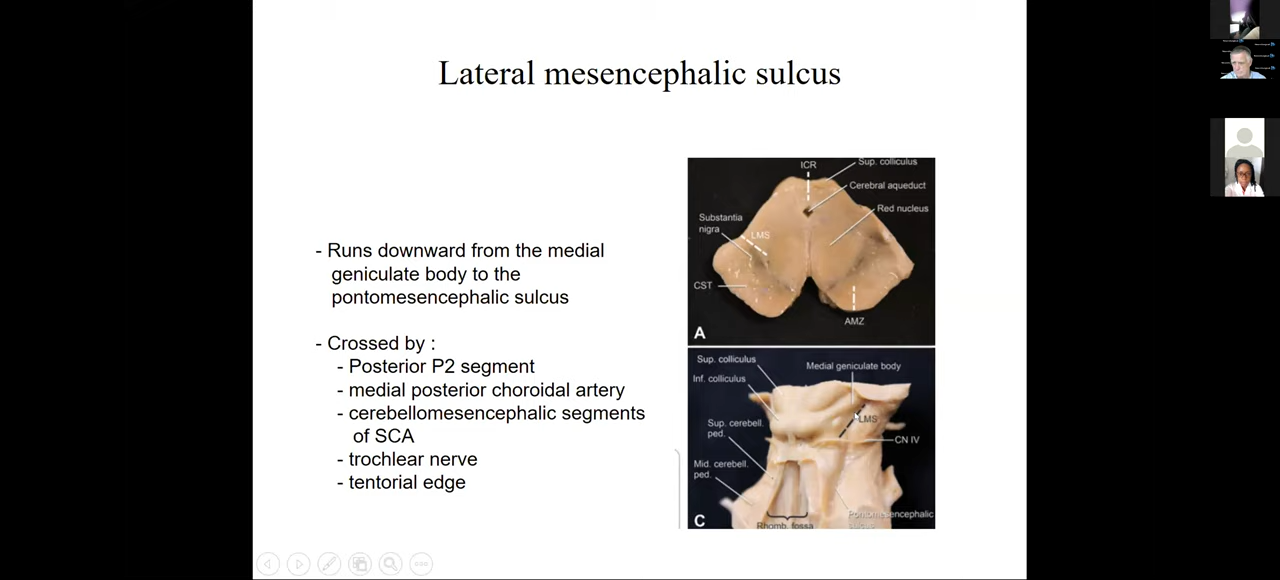 Lateral mesencephalic sulcus
- Runs downward from the medial
geniculate body to the
pontomesencephalic sulcus
- Crossed by :
- Posterior P2 segment
- medial posterior choroidal artery
- cerebellomesencephalic segments
of SCA
- trochlear nerve
- tentorial edge
ICR
Sup. colliculus
Cerebral aqueduct
Red nucleus
Substantia
nigra
LMS
CST
AMZ
A
Sup. colliculus
Medial geniculate body
Inf. colliculus
LMS
Sup. cerebell.
ped.
CN IV
Mid. cerebell.
ped.
Pontomesencephalic
sulcus
C
Rhomb. fossa